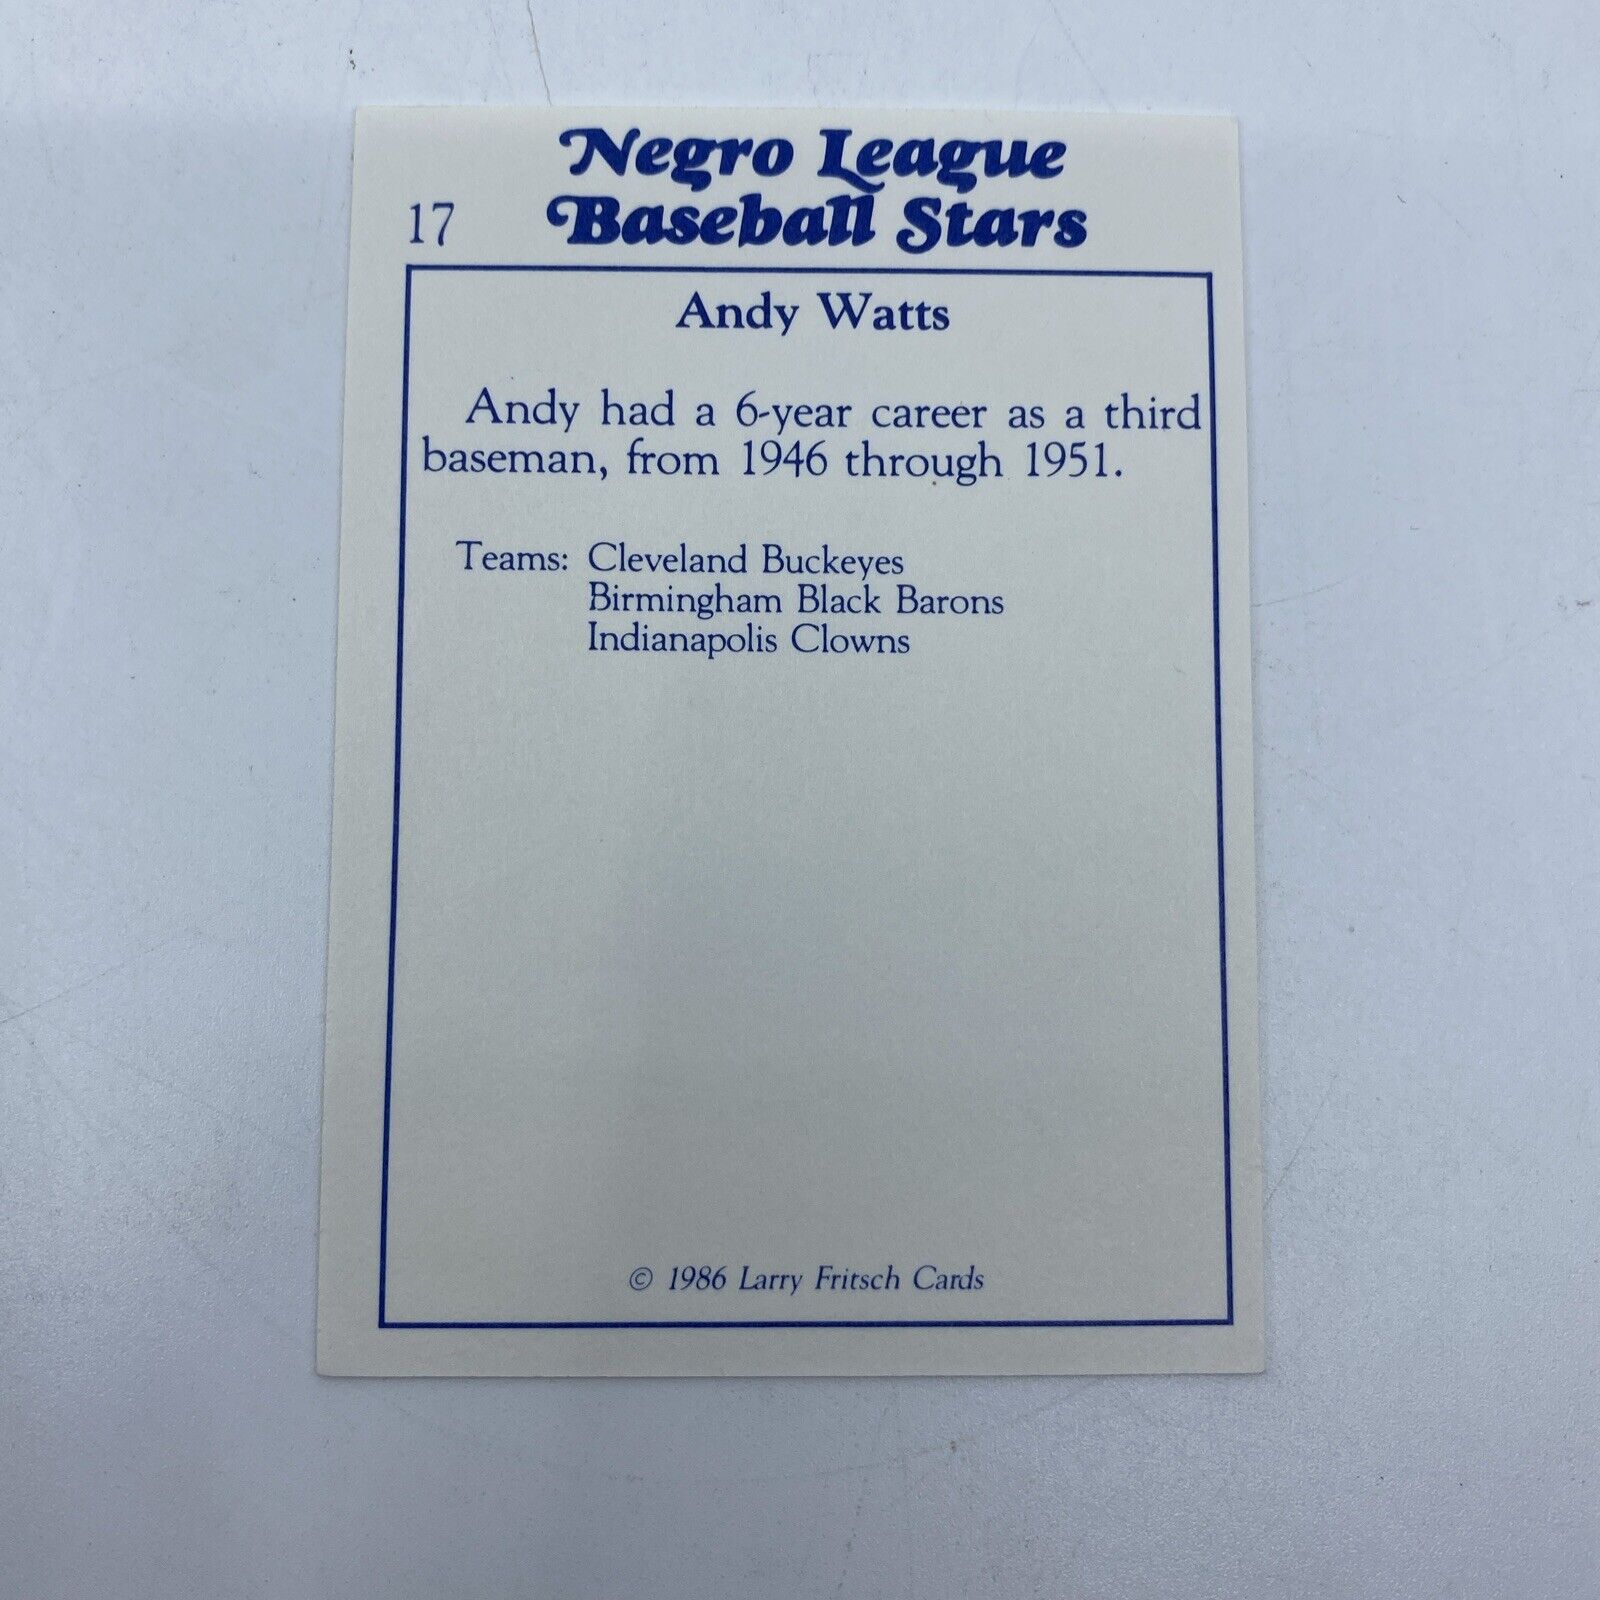 Negro League
17 Baseball Stars
Andy Watts
Andy had a 6-year career as a third
baseman, from 1946 through 1951.
Teams: Cleveland Buckeyes
Birmingham Black Barons
Indianapolis Clowns
© 1986 Larry Fritsch Cards